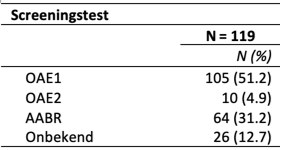 Screeningstest
N = 119
N (%)
OAE1 105 (51.2)
OAE2 10 (4.9)
AABR 64 (31.2)
Onbekend 26 (12.7)